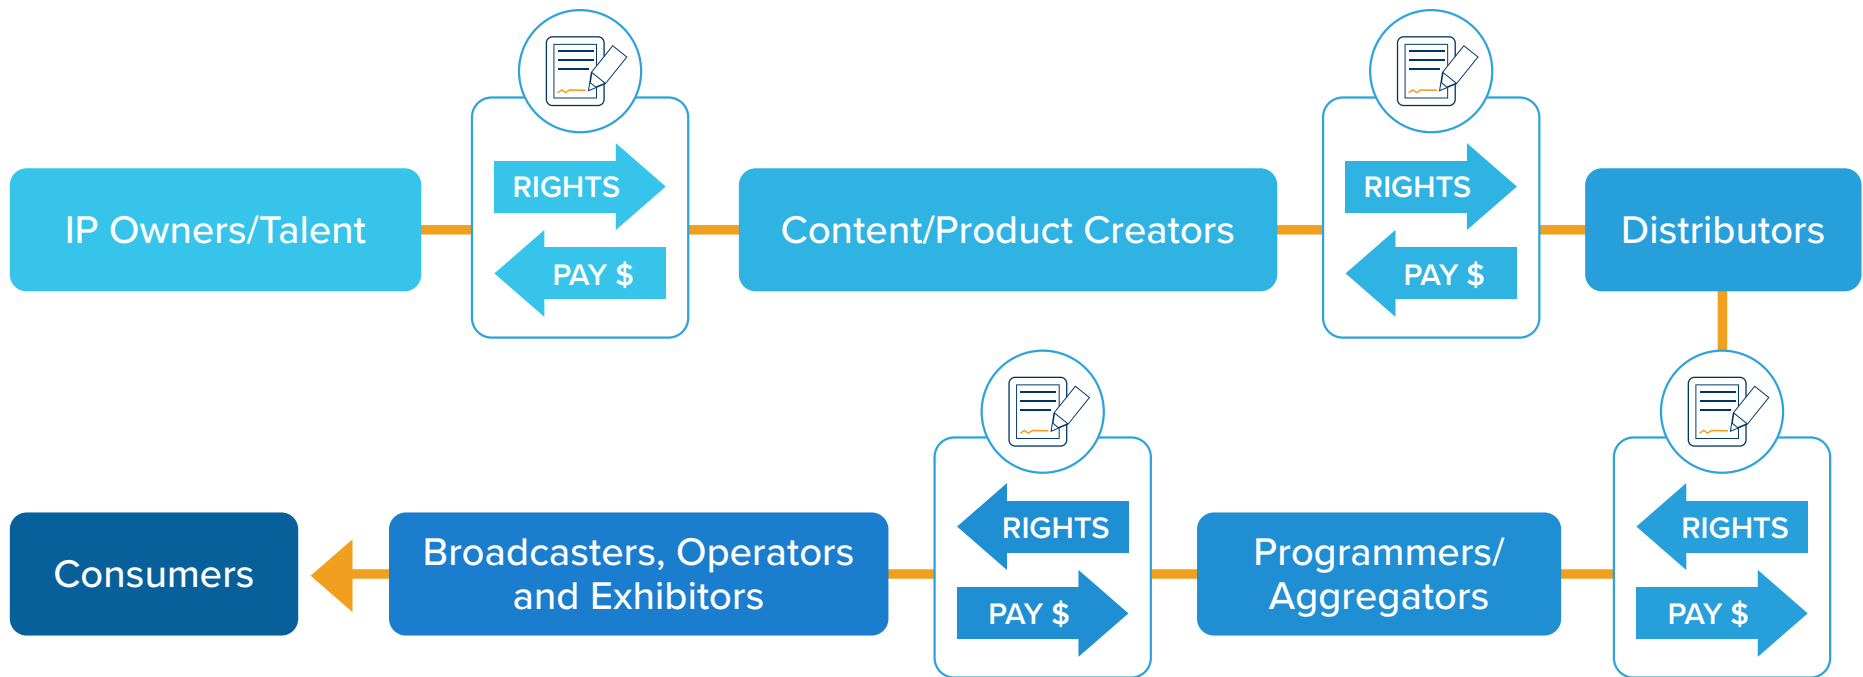 IP Owners/Talent
RIGHTS
PAY $
Content/Product Creators
RIGHTS
PAY $
Distributors
RIGHTS
PAY $
Programmers/
Aggregators
RIGHTS
PAY $
Broadcasters, Operators
and Exhibitors
Consumers